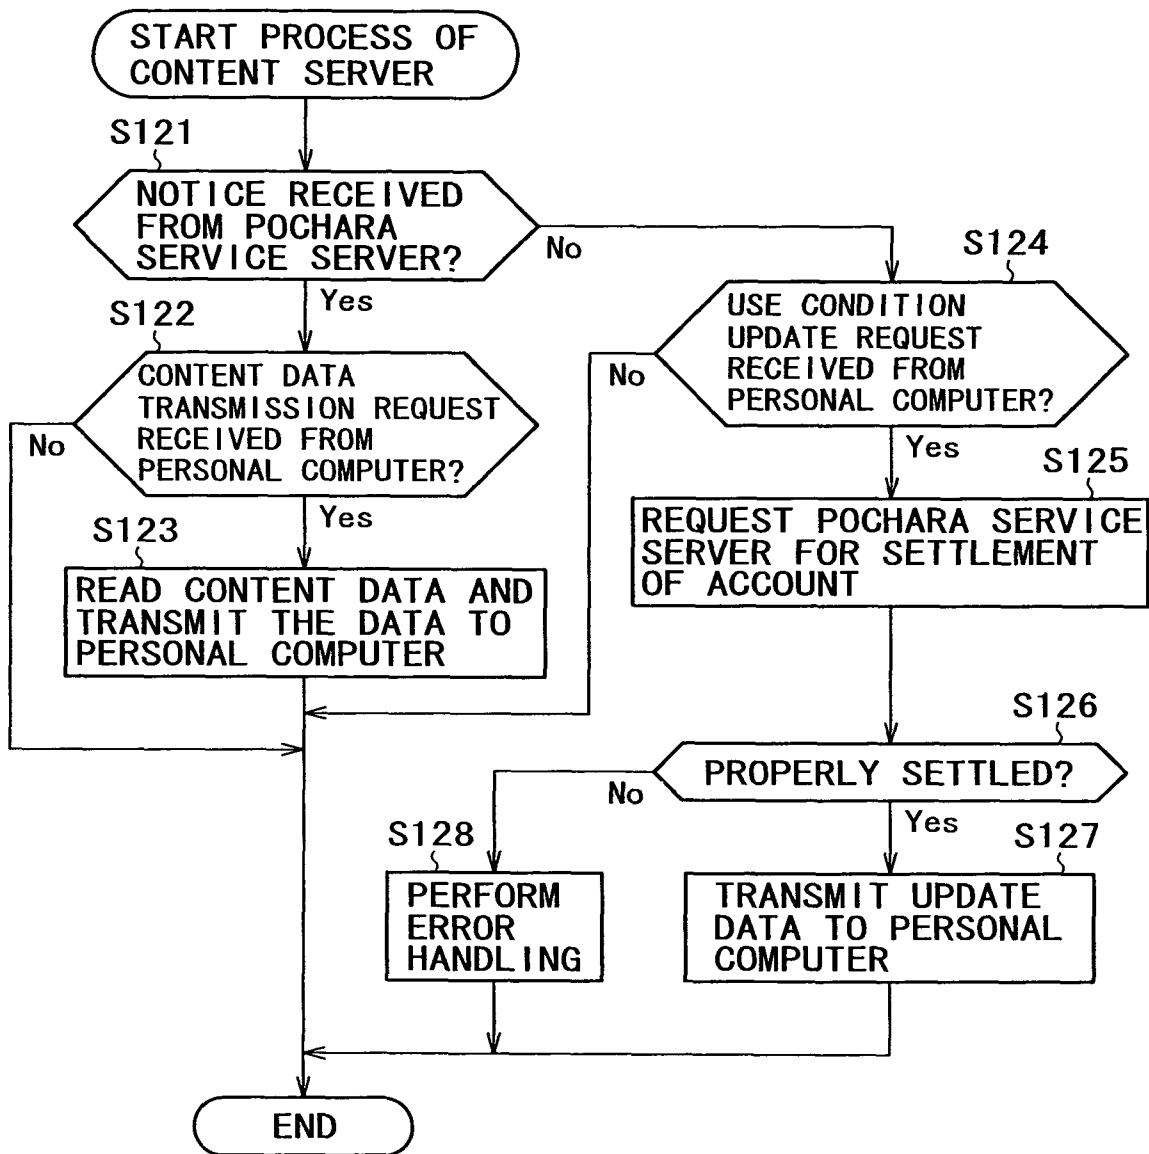 START PROCESS OF
CONTENT SERVER
S121
NOTICE RECEIVED
FROM POCHARA
SERVICE SERVER?
No
Yes
S122
CONTENT DATA
TRANSMISSION REQUEST
RECEIVED FROM
PERSONAL COMPUTER?
No
Yes
S123
READ CONTENT DATA AND
TRANSMIT THE DATA TO
PERSONAL COMPUTER
S124
USE CONDITION
UPDATE REQUEST
RECEIVED FROM
PERSONAL COMPUTER?
No
Yes
S125
REQUEST POCHARA SERVICE
SERVER FOR SETTLEMENT
OF ACCOUNT
S126
PROPERLY SETTLED?
No
Yes
S128
PERFORM
ERROR
HANDLING
S127
TRANSMIT UPDATE
DATA TO PERSONAL
COMPUTER
END